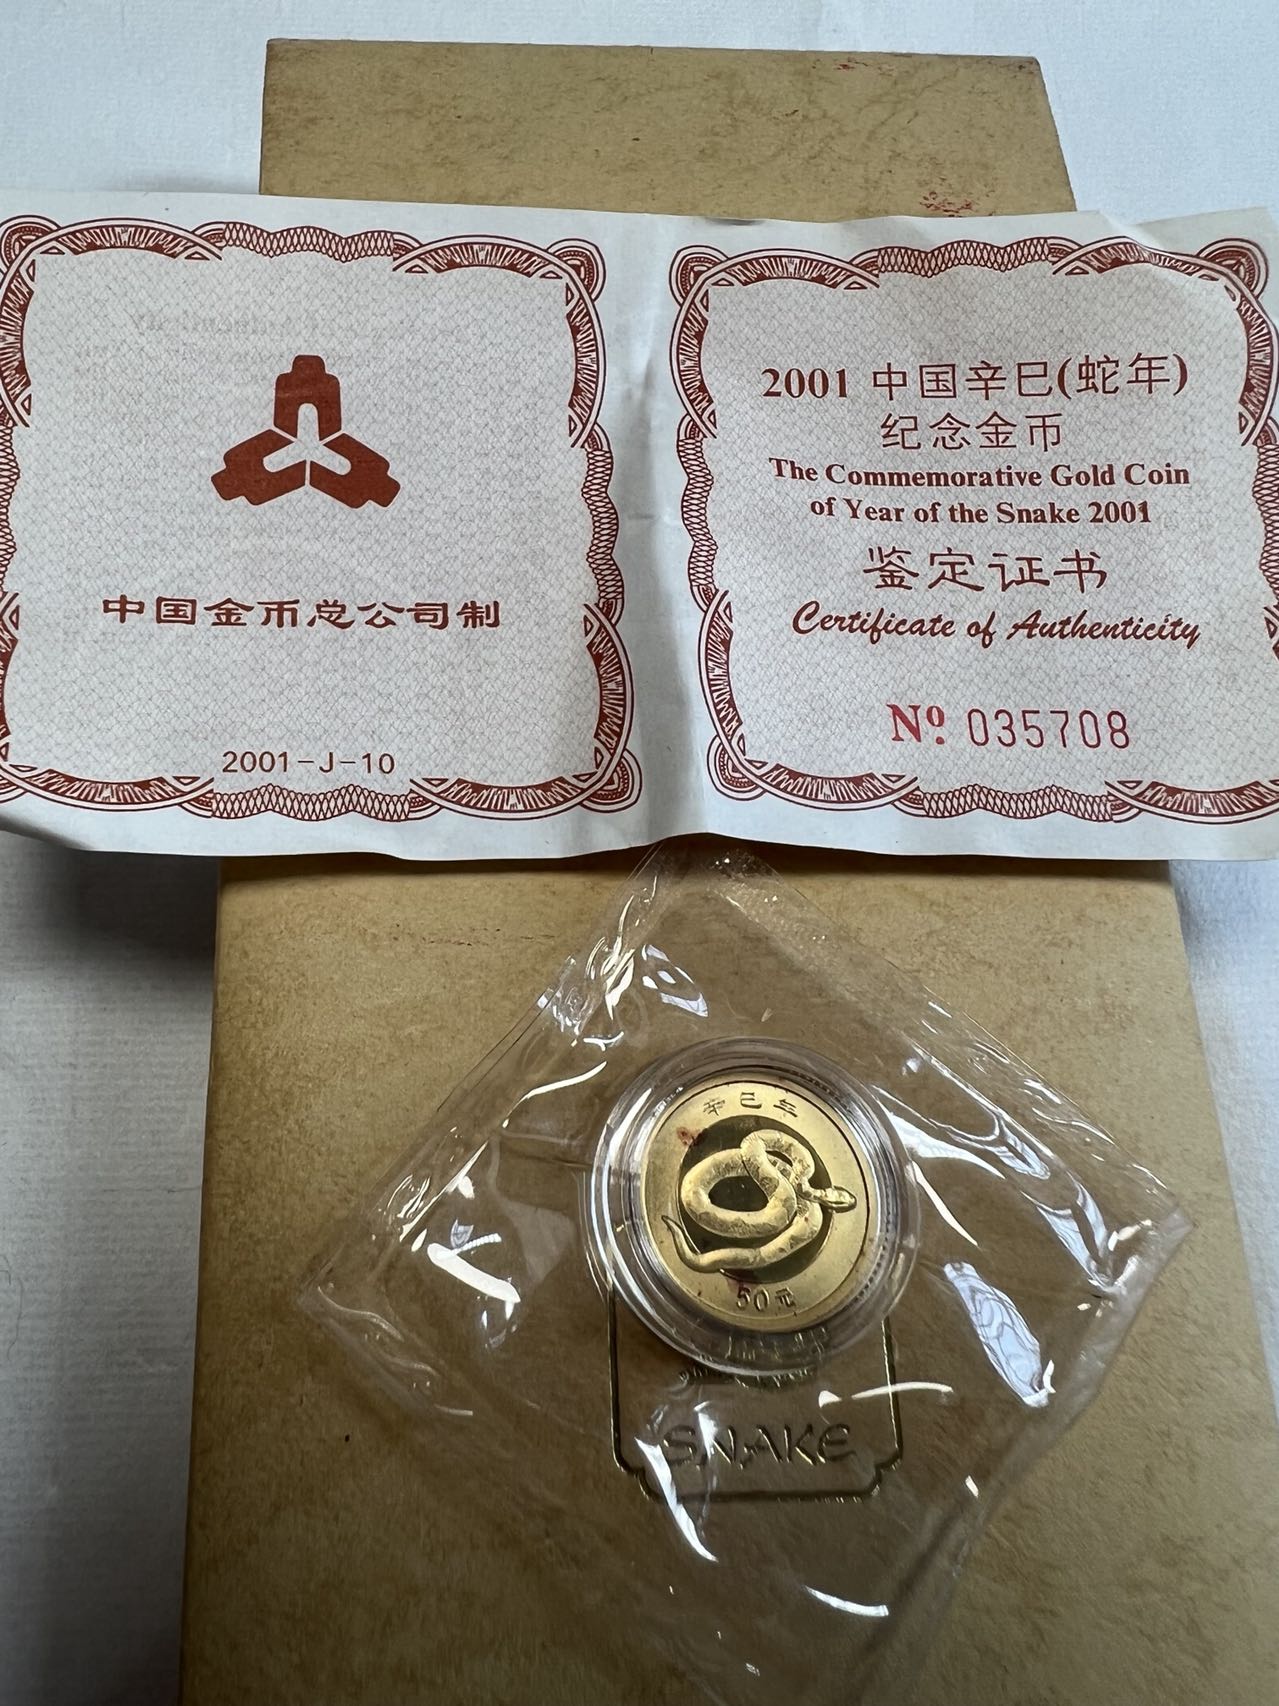 中国金币总公司制
2001-J-10
2001 中国辛巳(蛇年)
纪念金币
The Commemorative Gold Coin
of Year of the Snake 2001
鉴定证书
Certificate of Authenticity
Nº 035708
辛巳年
50元
SNAKE